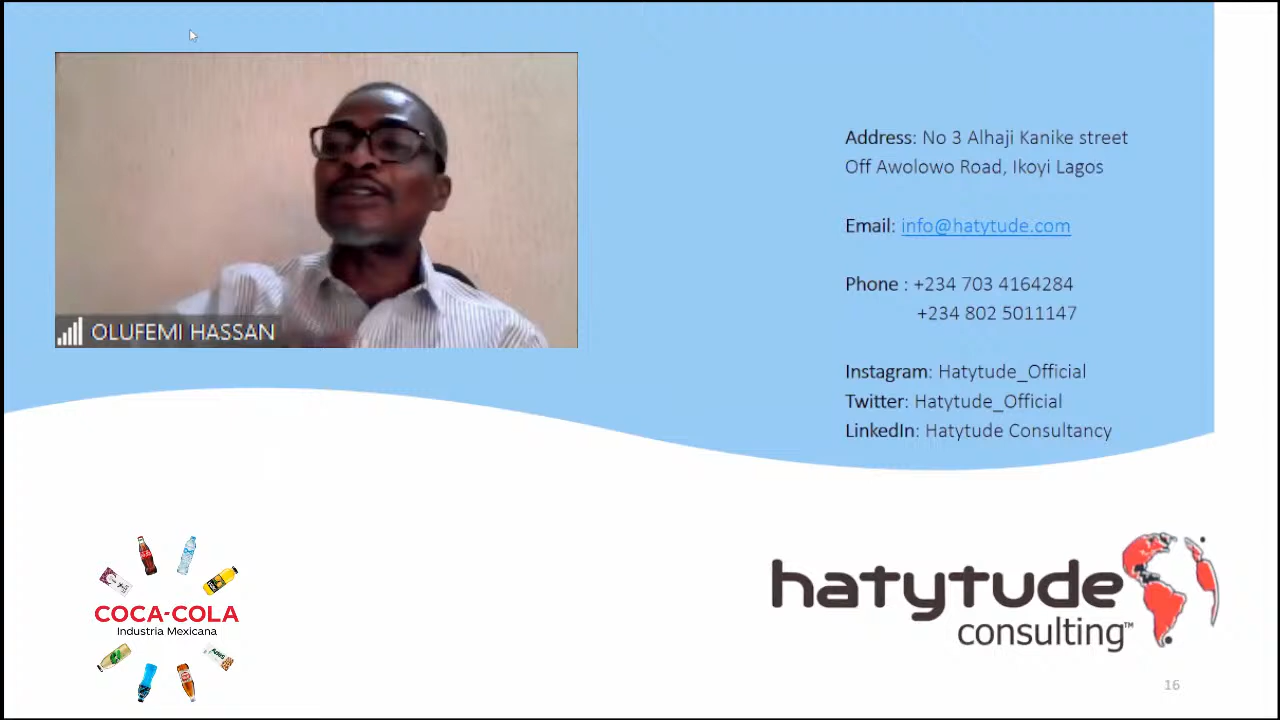 OLUFEMI HASSAN
Address: No 3 Alhaji Kanike street
Off Awolowo Road, Ikoyi Lagos
Email: info@hatytude.com
Phone : +234 703 4164284
+234 802 5011147
Instagram: Hatytude_Official
Twitter: Hatytude_Official
LinkedIn: Hatytude Consultancy
COCA-COLA
Industria Mexicana
hatytude
consulting™
16